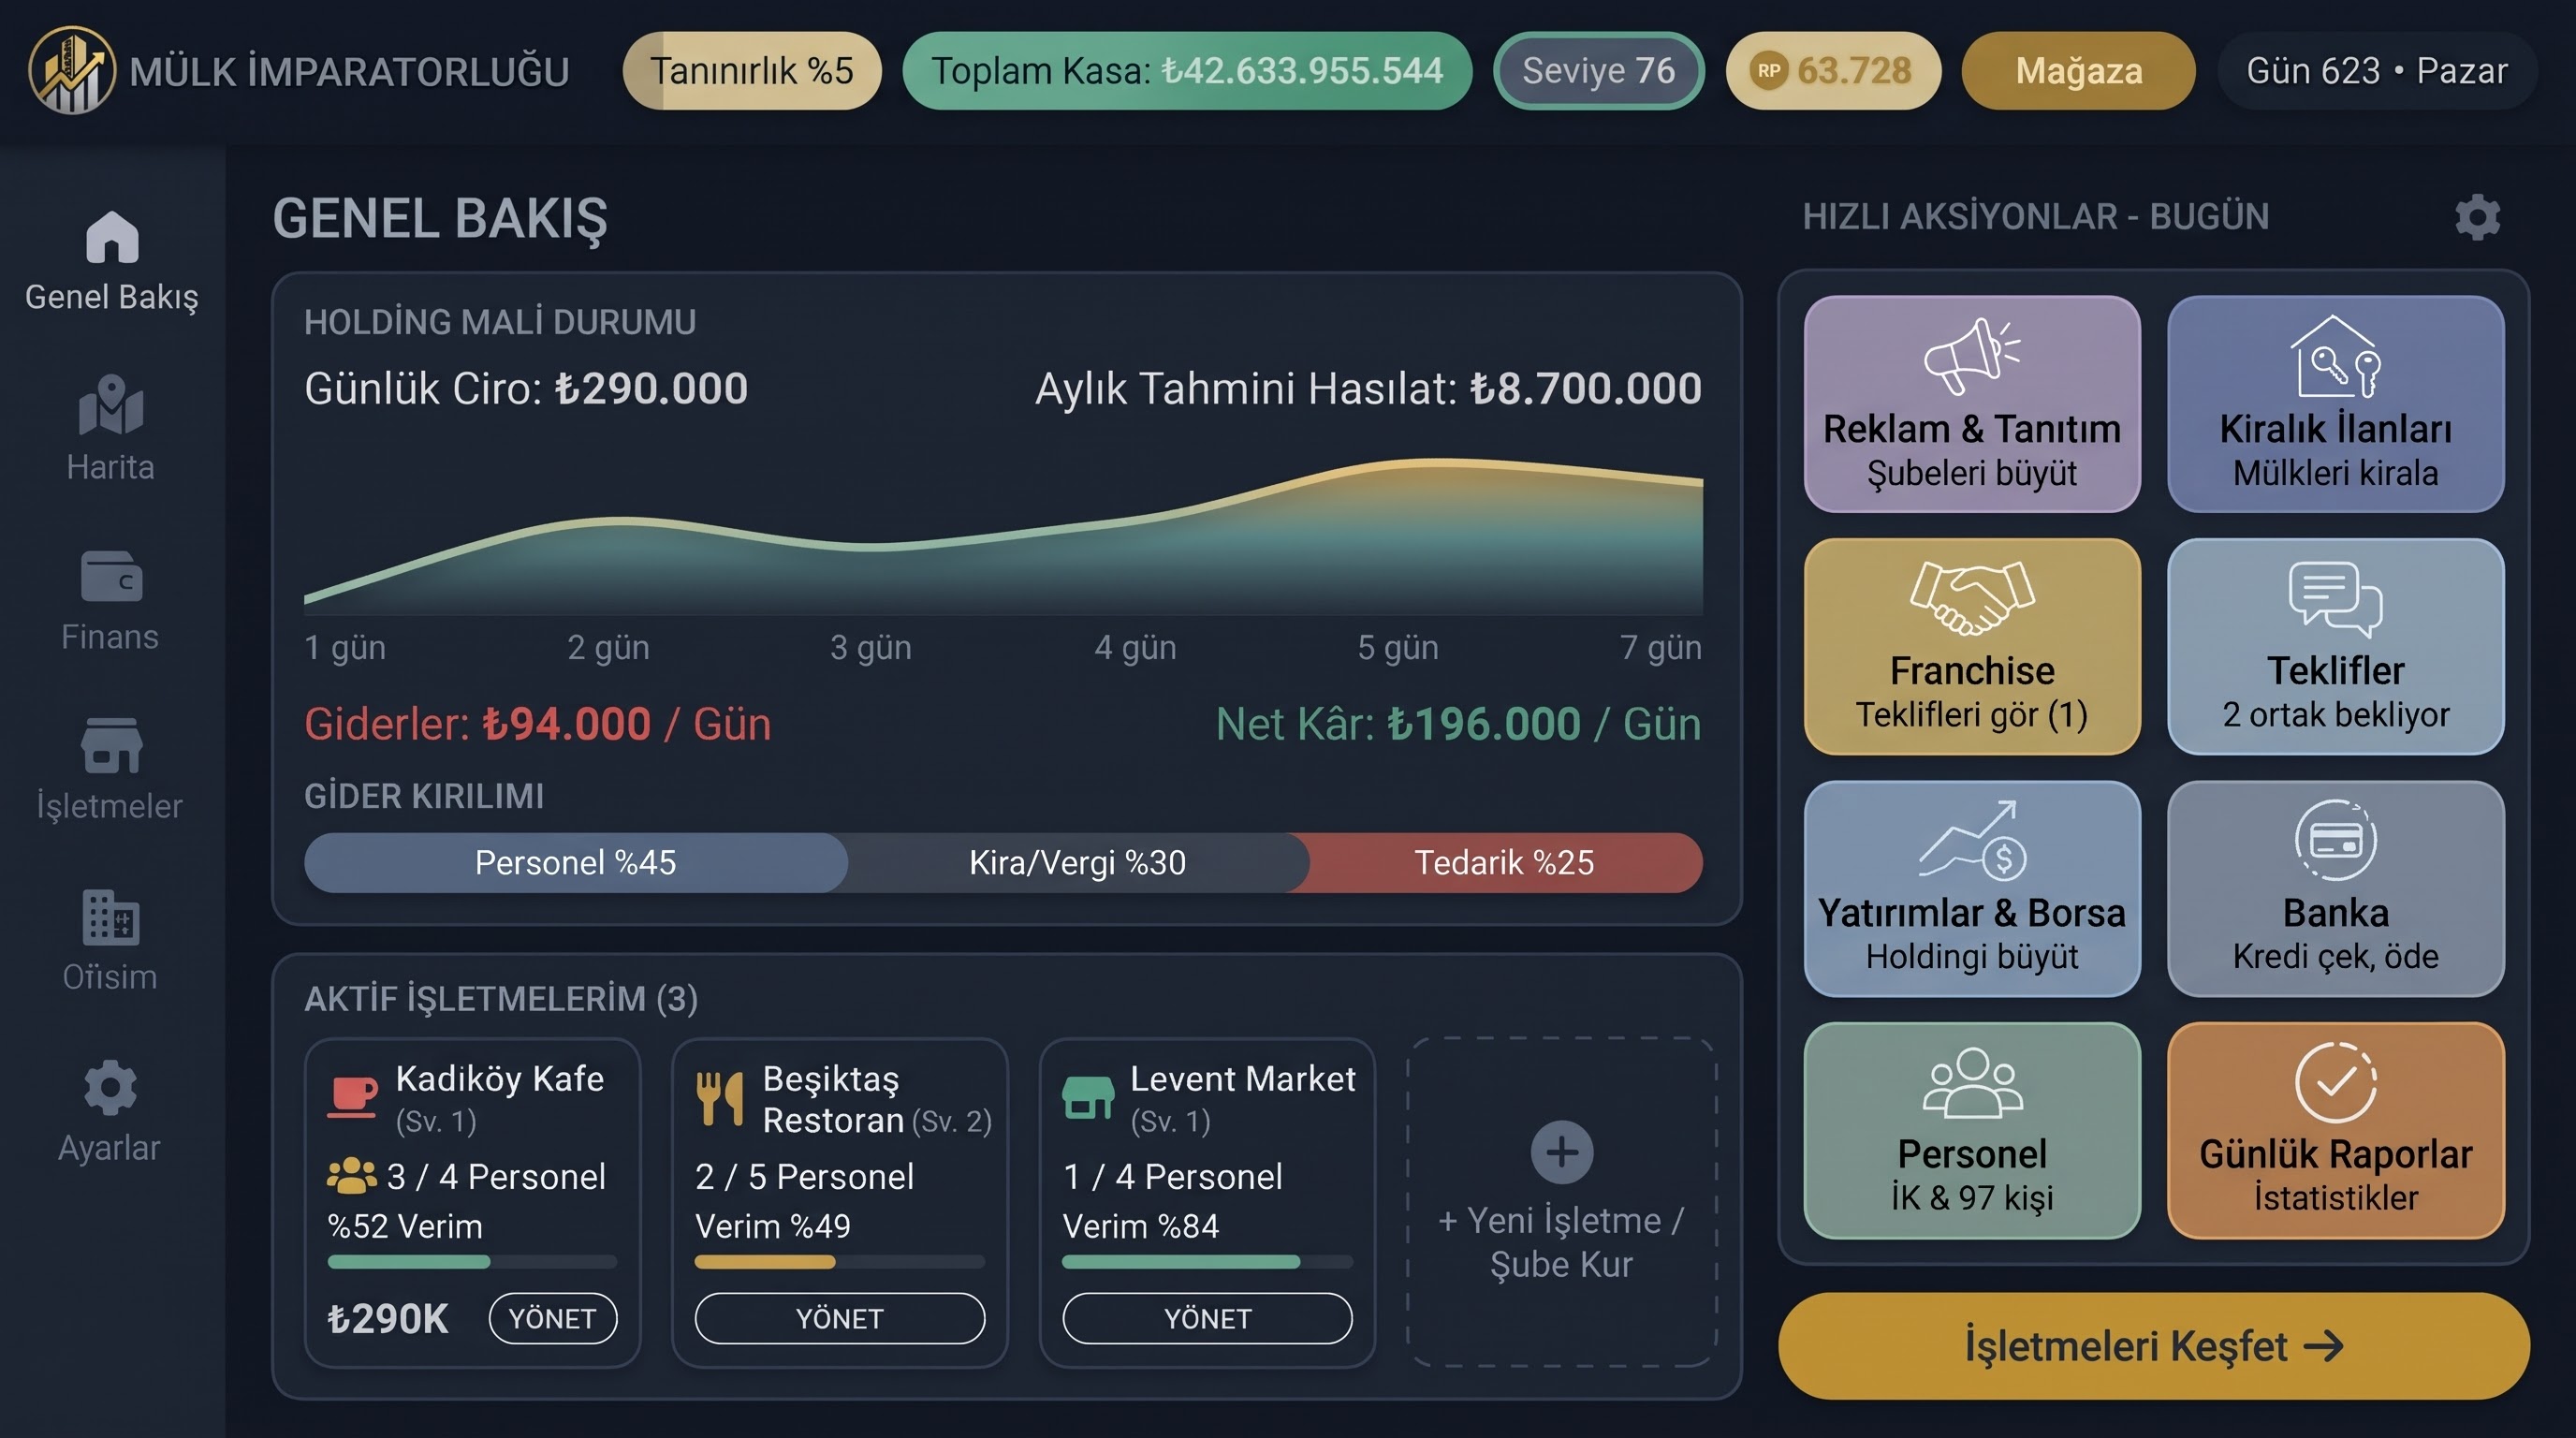 MÜLK İMPARATORLUĞU
Tanınırlık %5
Toplam Kasa: ₺42.633.955.544
Seviye 76
RP 63.728
Mağaza
Gün 623 • Pazar
Genel Bakış
Harita
Finans
İşletmeler
Ofisim
Ayarlar
GENEL BAKIŞ
HOLDİNG MALİ DURUMU
Günlük Ciro: ₺290.000
Aylık Tahmini Hasılat: ₺8.700.000
1 gün
2 gün
3 gün
4 gün
5 gün
7 gün
Giderler: ₺94.000 / Gün
Net Kâr: ₺196.000 / Gün
GİDER KIRILIMI
Personel %45
Kira/Vergi %30
Tedarik %25
AKTİF İŞLETMELERİM (3)
Kadiköy Kafe
(Sv. 1)
3 / 4 Personel
%52 Verim
₺290K
YÖNET
Beşiktaş
Restoran (Sv. 2)
2 / 5 Personel
Verim %49
YÖNET
Levent Market
(Sv. 1)
1 / 4 Personel
Verim %84
YÖNET
+ Yeni İşletme /
Şube Kur
HIZLI AKSİYONLAR - BUGÜN
Reklam & Tanıtım
Şubeleri büyüt
Kiralık İlanları
Mülkleri kirala
Franchise
Teklifleri gör (1)
Teklifler
2 ortak bekliyor
Yatırımlar & Borsa
Holdingi büyüt
Banka
Kredi çek, öde
Personel
İK & 97 kişi
Günlük Raporlar
İstatistikler
İşletmeleri Keşfet →